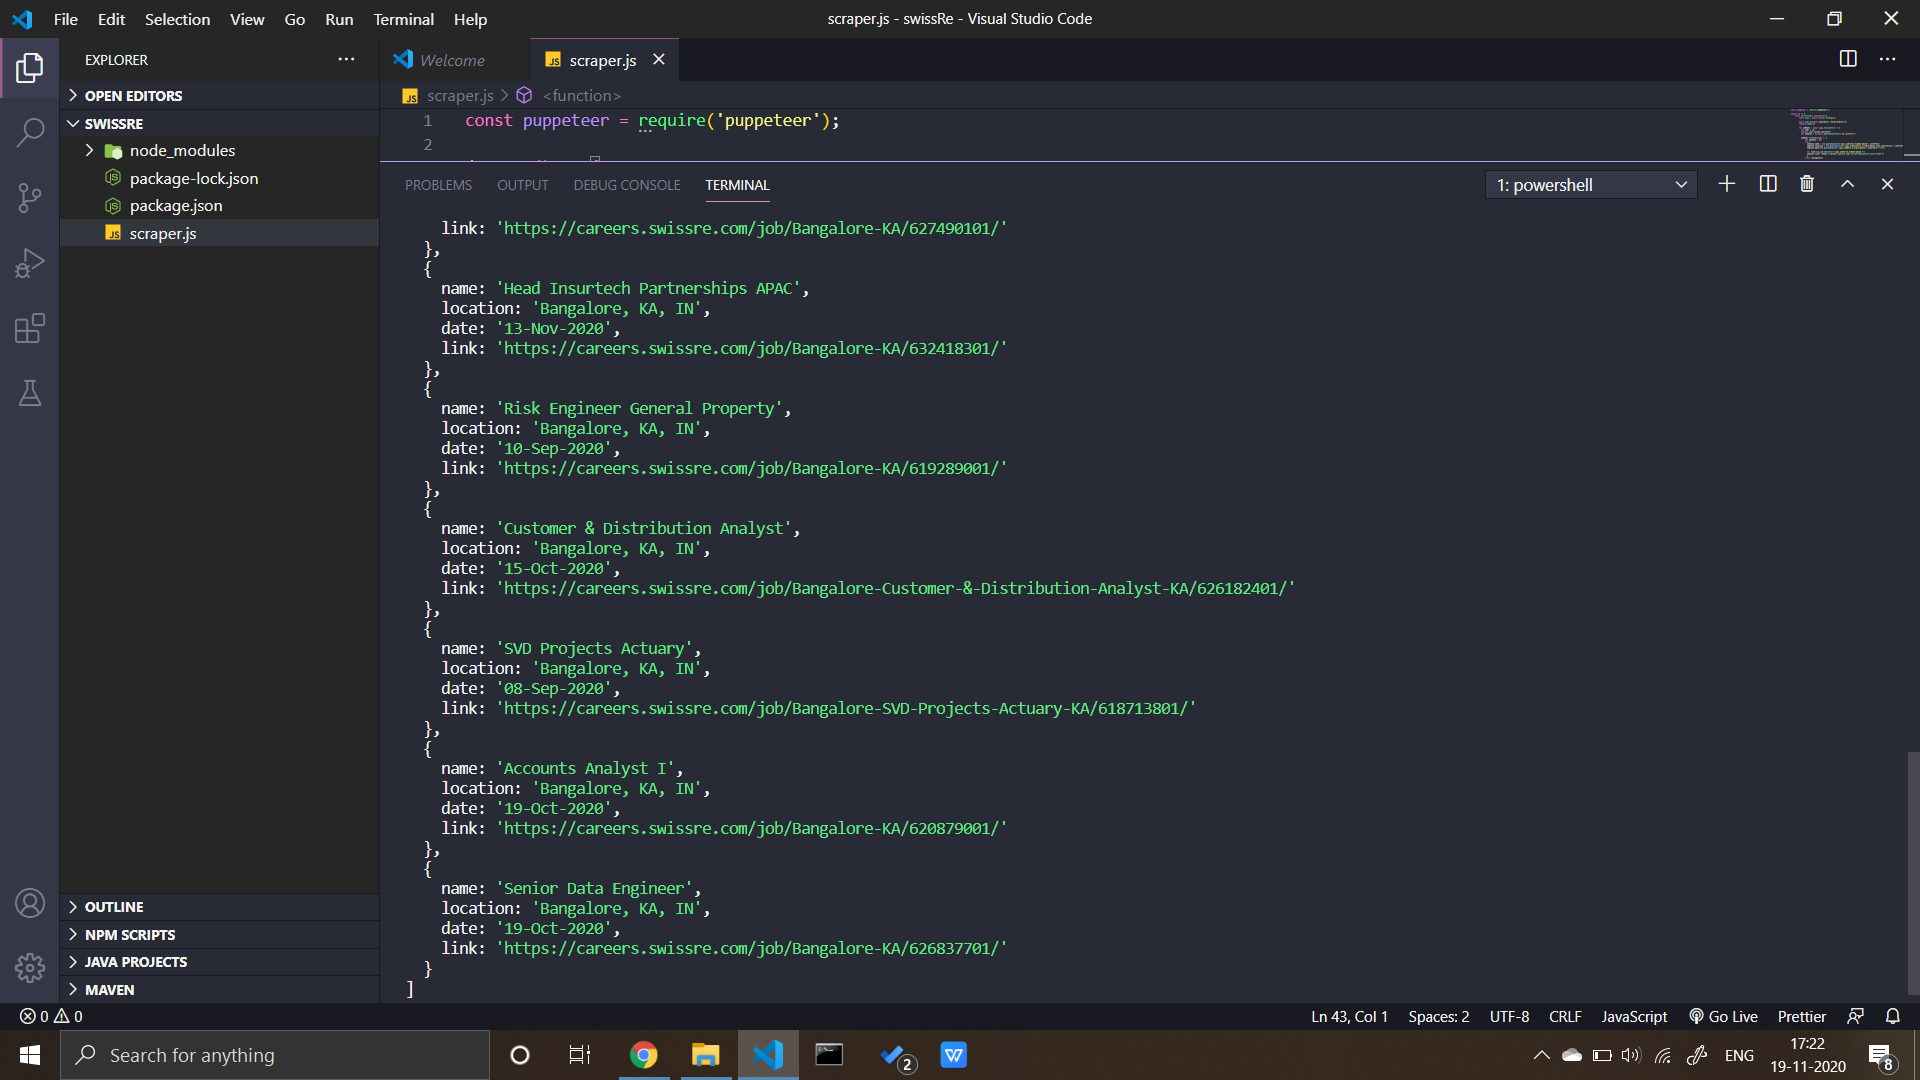 File Edit Selection View Go Run Terminal Help
scraper.js - swissRe - Visual Studio Code
EXPLORER
OPEN EDITORS
SWISSRE
node_modules
package-lock.json
package.json
scraper.js
OUTLINE
NPM SCRIPTS
JAVA PROJECTS
MAVEN
Welcome
scraper.js
scraper.js > <function>
1 const puppeteer = require('puppeteer');
2
PROBLEMS OUTPUT DEBUG CONSOLE TERMINAL
1: powershell
link: 'https://careers.swissre.com/job/Bangalore-KA/627490101/'
},
{
name: 'Head Insurtech Partnerships APAC',
location: 'Bangalore, KA, IN',
date: '13-Nov-2020',
link: 'https://careers.swissre.com/job/Bangalore-KA/632418301/'
},
{
name: 'Risk Engineer General Property',
location: 'Bangalore, KA, IN',
date: '10-Sep-2020',
link: 'https://careers.swissre.com/job/Bangalore-KA/619289001/'
},
{
name: 'Customer & Distribution Analyst',
location: 'Bangalore, KA, IN',
date: '15-Oct-2020',
link: 'https://careers.swissre.com/job/Bangalore-Customer-&-Distribution-Analyst-KA/626182401/'
},
{
name: 'SVD Projects Actuary',
location: 'Bangalore, KA, IN',
date: '08-Sep-2020',
link: 'https://careers.swissre.com/job/Bangalore-SVD-Projects-Actuary-KA/618713801/'
},
{
name: 'Accounts Analyst I',
location: 'Bangalore, KA, IN',
date: '19-Oct-2020',
link: 'https://careers.swissre.com/job/Bangalore-KA/620879001/'
},
{
name: 'Senior Data Engineer',
location: 'Bangalore, KA, IN',
date: '19-Oct-2020',
link: 'https://careers.swissre.com/job/Bangalore-KA/626837701/'
}
]
0 0
Ln 43, Col 1 Spaces: 2 UTF-8 CRLF JavaScript Go Live Prettier
Search for anything
2
ENG
17:22
19-11-2020
8